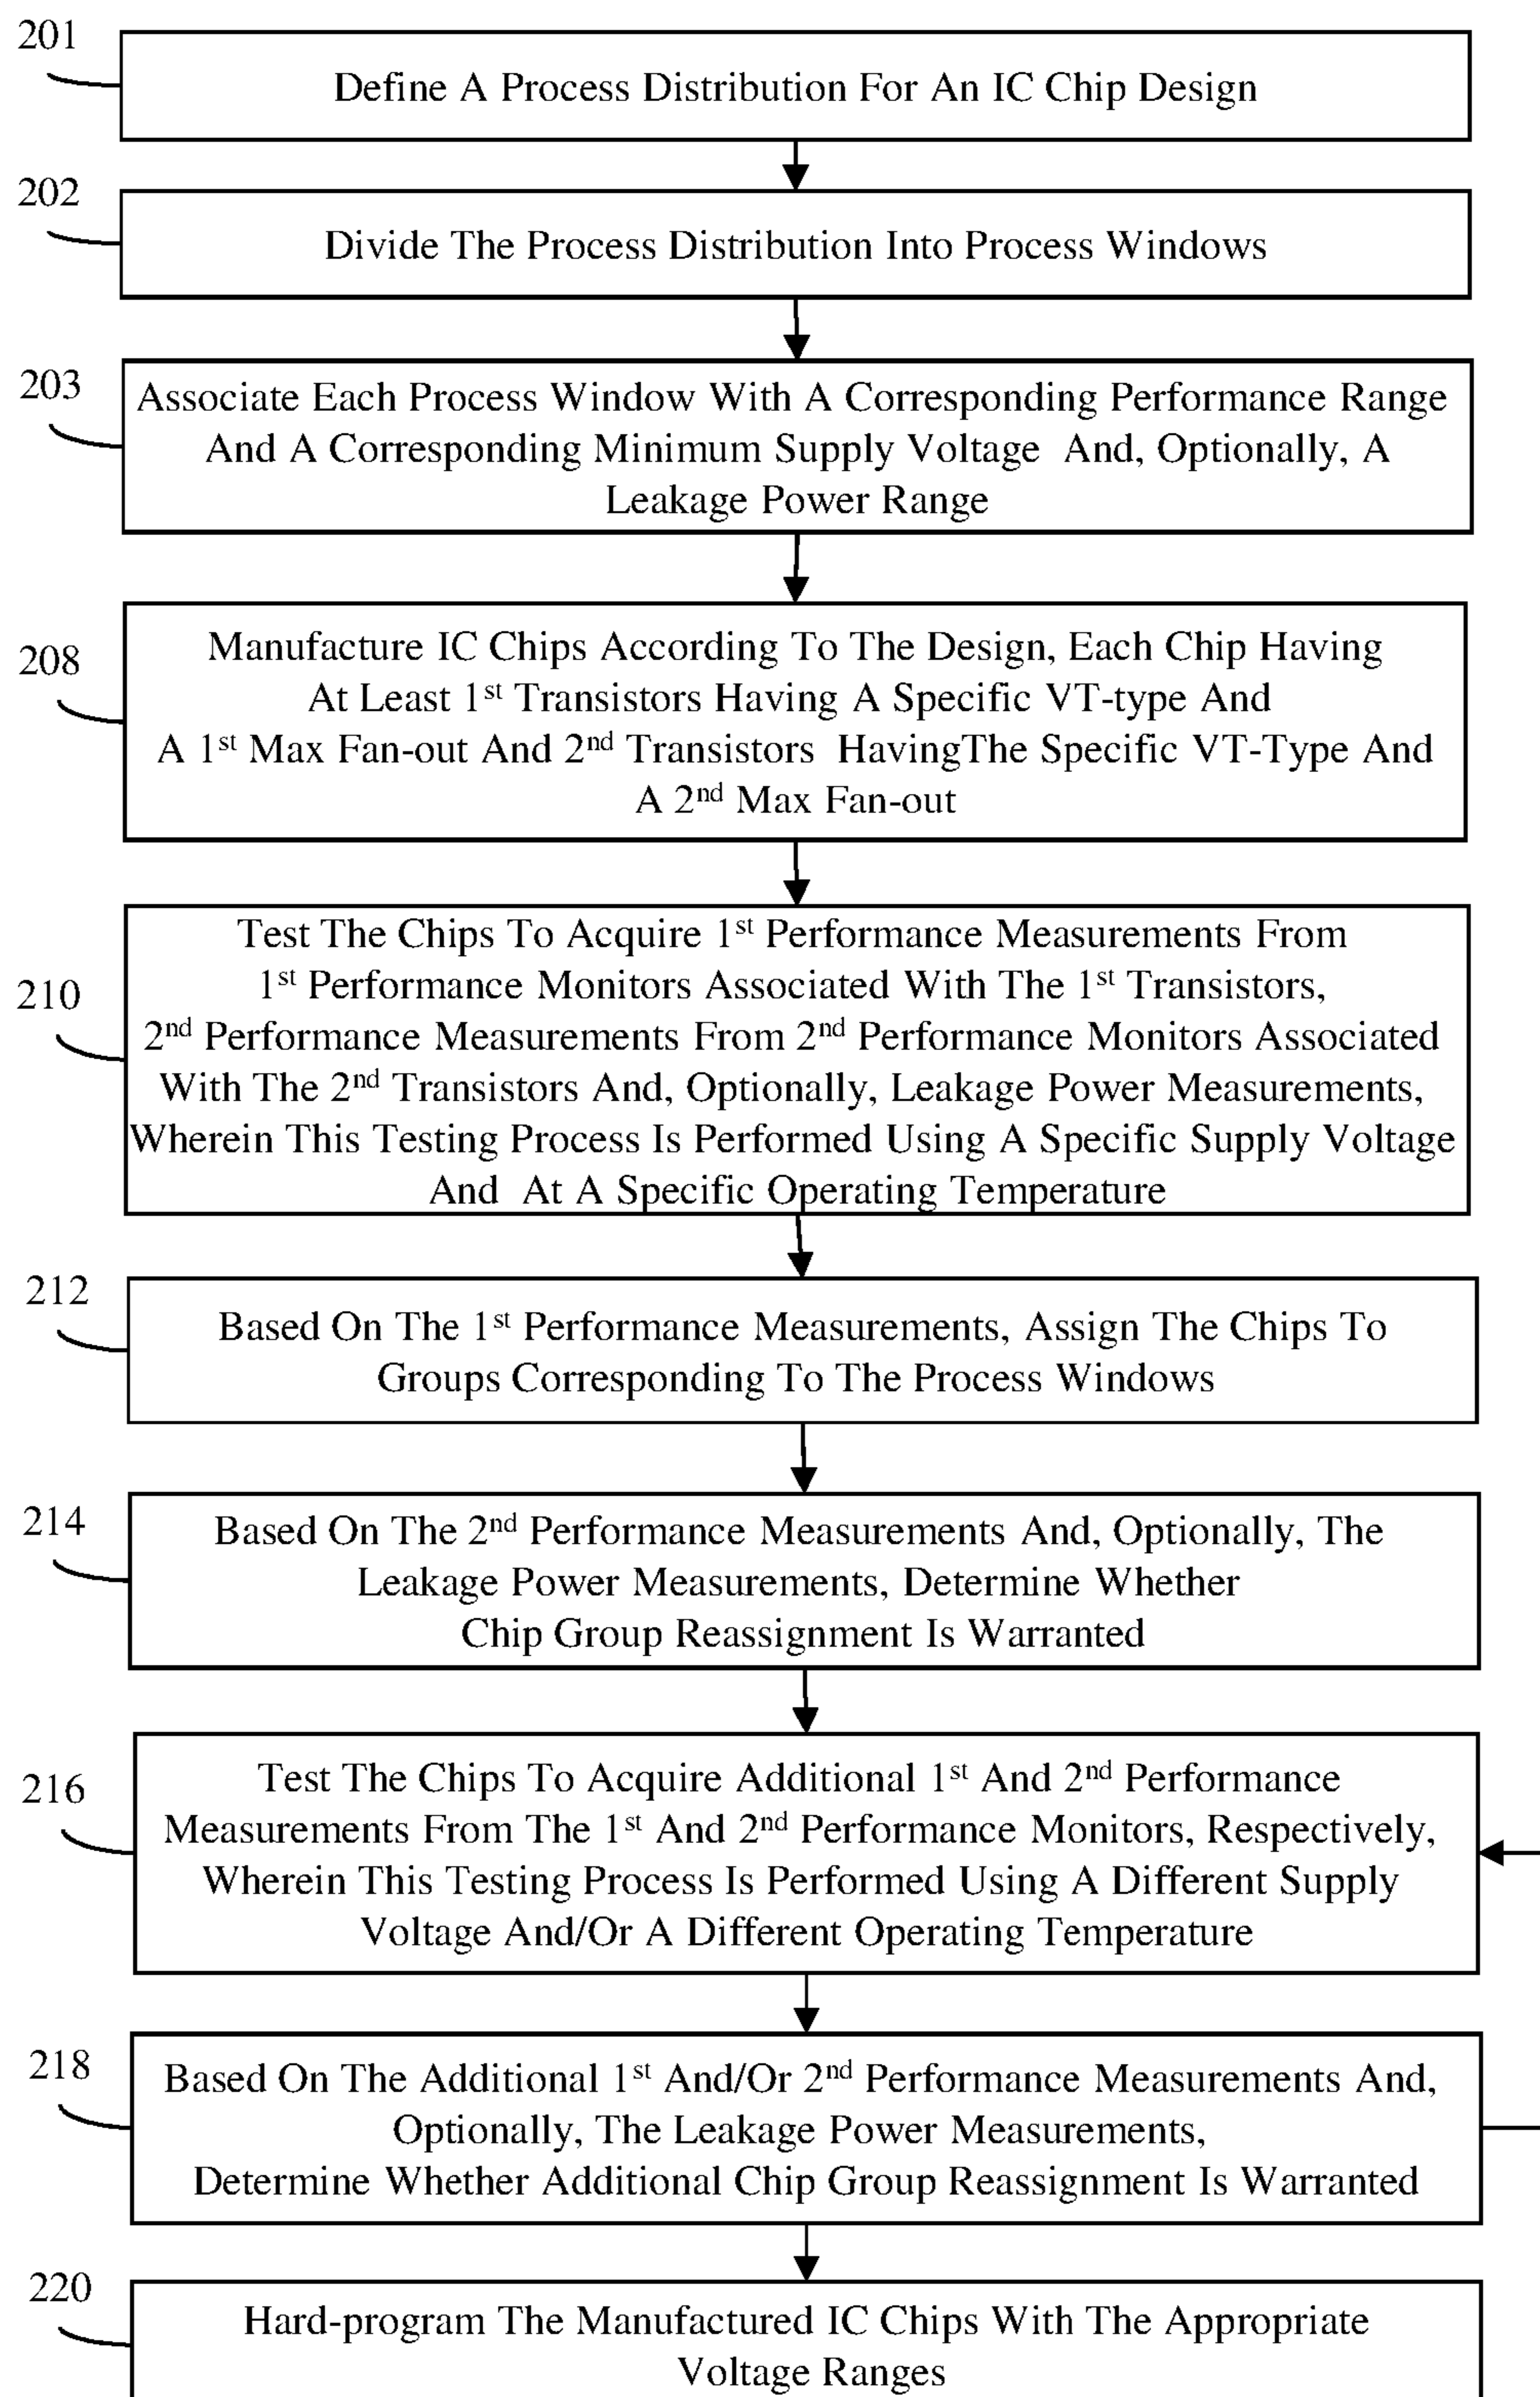 201
Define A Process Distribution For An IC Chip Design
202
Divide The Process Distribution Into Process Windows
203
Associate Each Process Window With A Corresponding Performance Range
And A Corresponding Minimum Supply Voltage And, Optionally, A
Leakage Power Range
208
Manufacture IC Chips According To The Design, Each Chip Having
At Least 1st Transistors Having A Specific VT-type And
A 1st Max Fan-out And 2nd Transistors HavingThe Specific VT-Type And
A 2nd Max Fan-out
210
Test The Chips To Acquire 1st Performance Measurements From
1st Performance Monitors Associated With The 1st Transistors,
2nd Performance Measurements From 2nd Performance Monitors Associated
With The 2nd Transistors And, Optionally, Leakage Power Measurements,
Wherein This Testing Process Is Performed Using A Specific Supply Voltage
And At A Specific Operating Temperature
212
Based On The 1st Performance Measurements, Assign The Chips To
Groups Corresponding To The Process Windows
214
Based On The 2nd Performance Measurements And, Optionally, The
Leakage Power Measurements, Determine Whether
Chip Group Reassignment Is Warranted
216
Test The Chips To Acquire Additional 1st And 2nd Performance
Measurements From The 1st And 2nd Performance Monitors, Respectively,
Wherein This Testing Process Is Performed Using A Different Supply
Voltage And/Or A Different Operating Temperature
218
Based On The Additional 1st And/Or 2nd Performance Measurements And,
Optionally, The Leakage Power Measurements,
Determine Whether Additional Chip Group Reassignment Is Warranted
220
Hard-program The Manufactured IC Chips With The Appropriate
Voltage Ranges